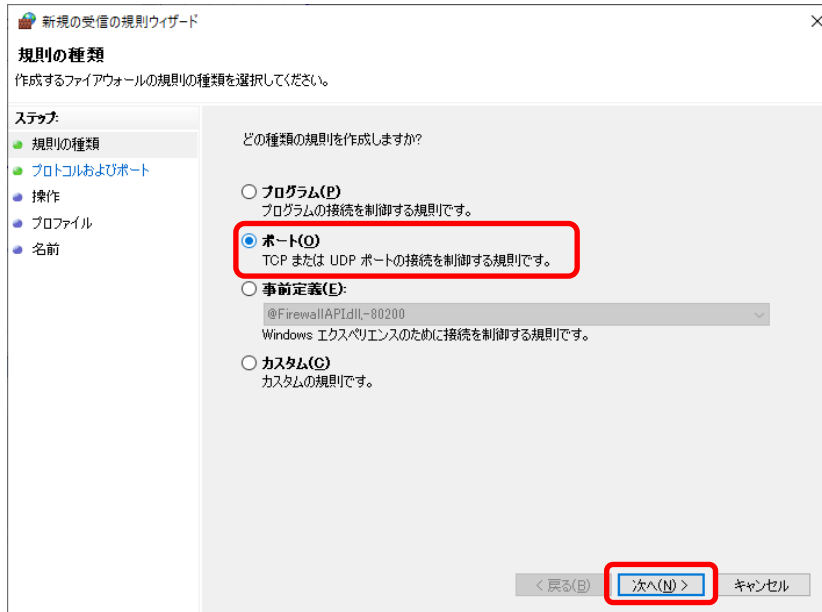 新規の受信の規則ウィザード
規則の種類
作成するファイアウォールの規則の種類を選択してください。
ステップ:
規則の種類
プロトコルおよびポート
操作
プロファイル
名前
どの種類の規則を作成しますか?
プログラム(P)
プログラムの接続を制御する規則です。
ポート(O)
TCP または UDP ポートの接続を制御する規則です。
事前定義(E):
@FirewallAPI.dll,-80200
Windows エクスペリエンスのために接続を制御する規則です。
カスタム(C)
カスタムの規則です。
< 戻る(B)
次へ(N) >
キャンセル